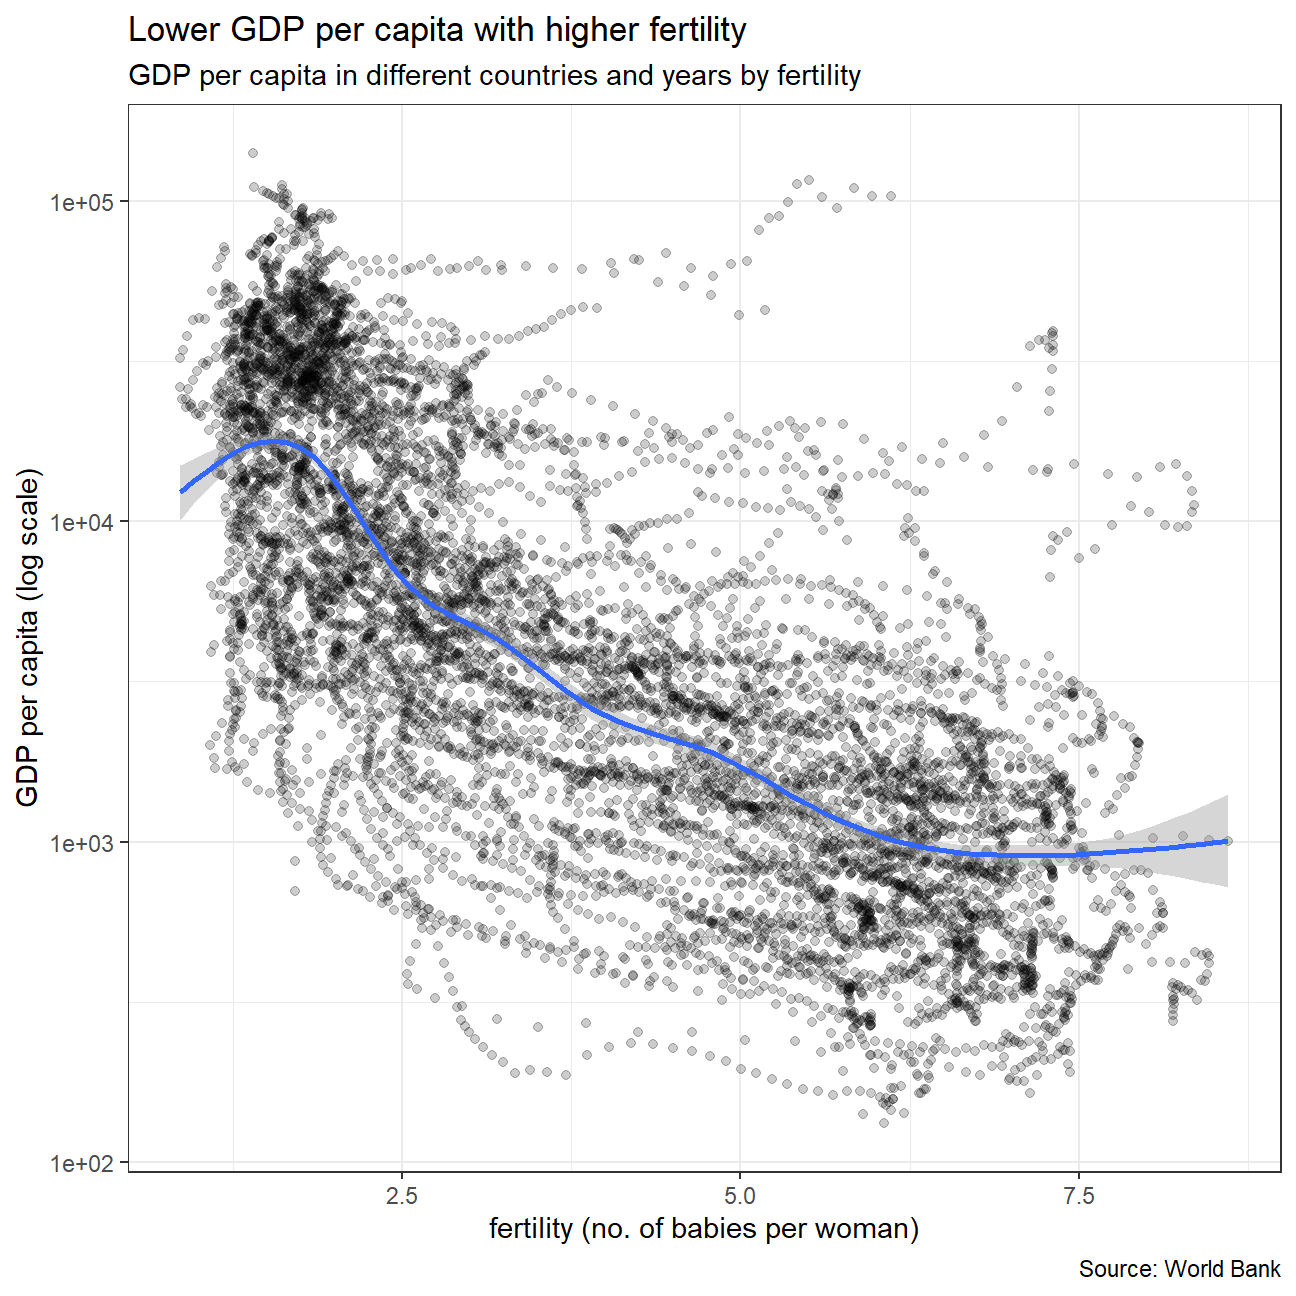 Lower GDP per capita with higher fertility
GDP per capita in different countries and years by fertility
GDP per capita (log scale)
1e+05
1e+04
1e+03
1e+02
2.5 5.0 7.5
fertility (no. of babies per woman)
Source: World Bank